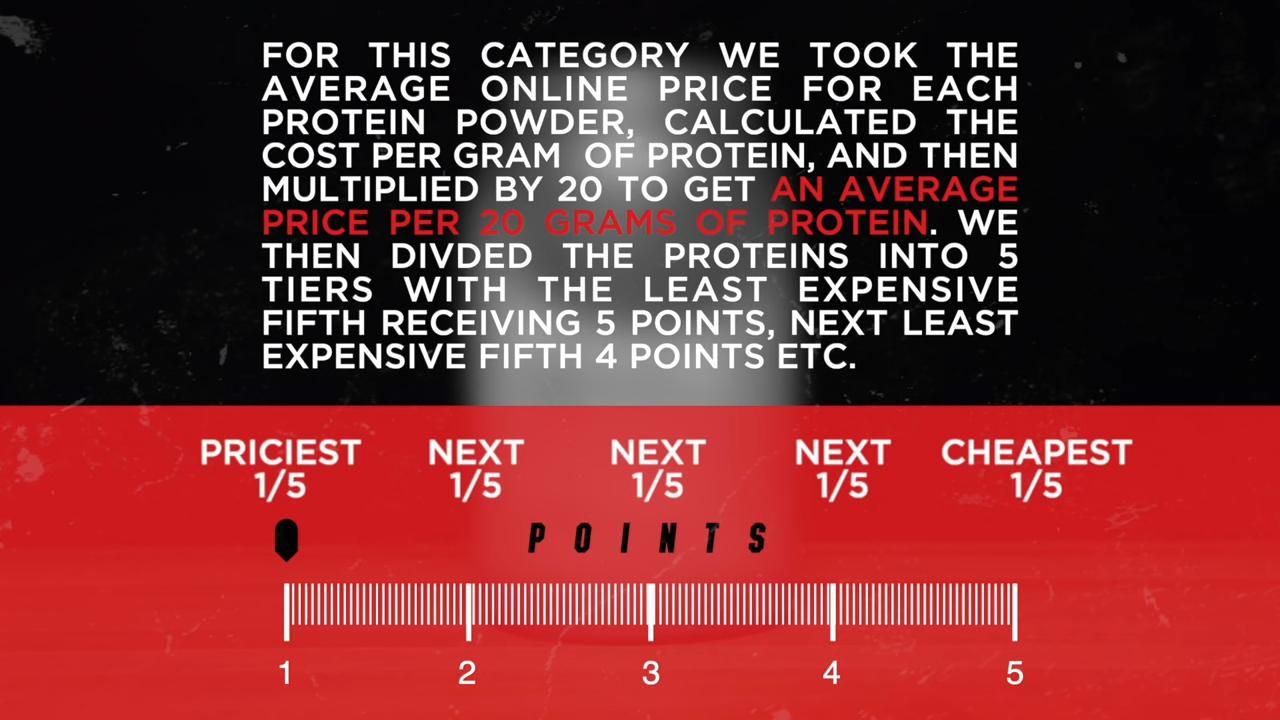 FOR THIS CATEGORY WE TOOK THE
AVERAGE ONLINE PRICE FOR EACH
PROTEIN POWDER, CALCULATED THE
COST PER GRAM OF PROTEIN, AND THEN
MULTIPLIED BY 20 TO GET AN AVERAGE
PRICE PER 20 GRAMS OF PROTEIN. WE
THEN DIVDED THE PROTEINS INTO 5
TIERS WITH THE LEAST EXPENSIVE
FIFTH RECEIVING 5 POINTS, NEXT LEAST
EXPENSIVE FIFTH 4 POINTS ETC.
PRICIEST NEXT NEXT NEXT CHEAPEST
1/5 1/5 1/5 1/5 1/5
POINTS
1 2 3 4 5